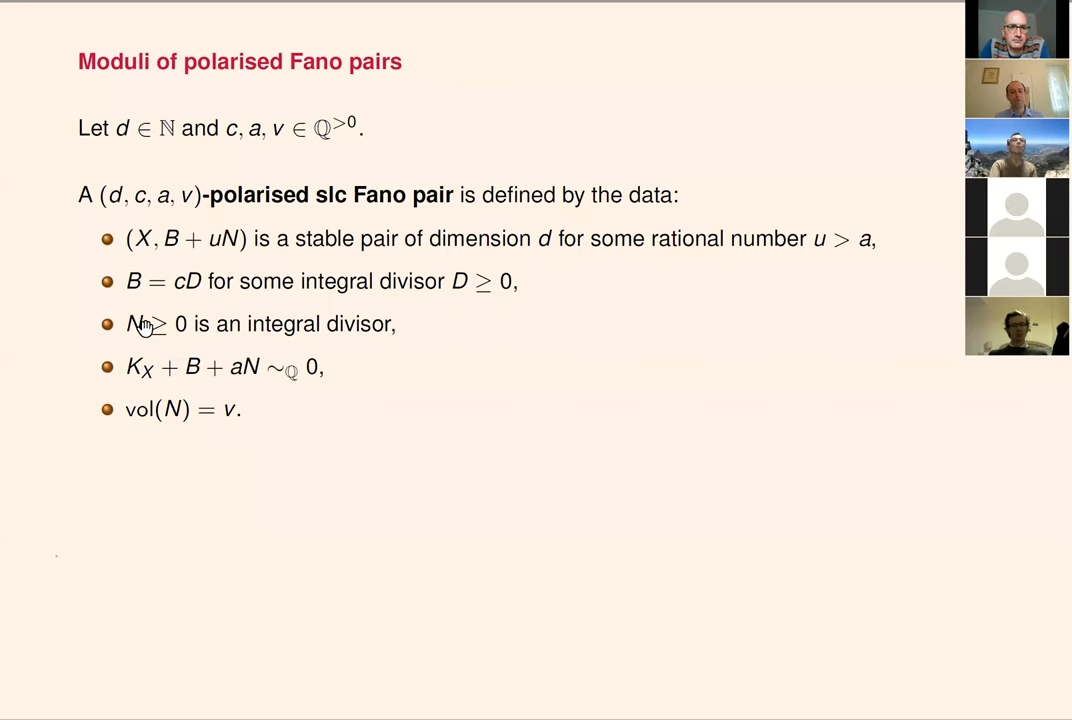 Moduli of polarised Fano pairs
Let d ∈ ℕ and c, a, v ∈ ℚ^{>0}.
A (d, c, a, v)-polarised slc Fano pair is defined by the data:
(X, B + uN) is a stable pair of dimension d for some rational number u > a,
B = cD for some integral divisor D ≥ 0,
N ≥ 0 is an integral divisor,
K_X + B + aN ∼_ℚ 0,
vol(N) = v.